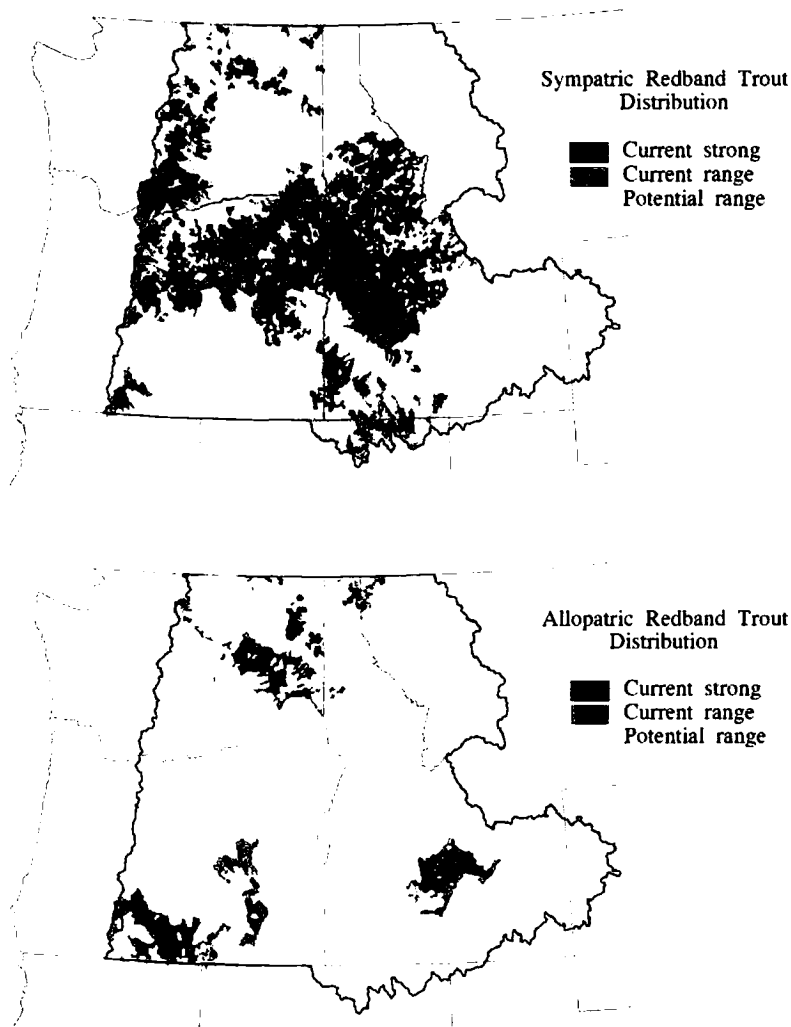 Sympatric Redband Trout
Distribution
Current strong
Current range
Potential range
Allopatric Redband Trout
Distribution
Current strong
Current range
Potential range